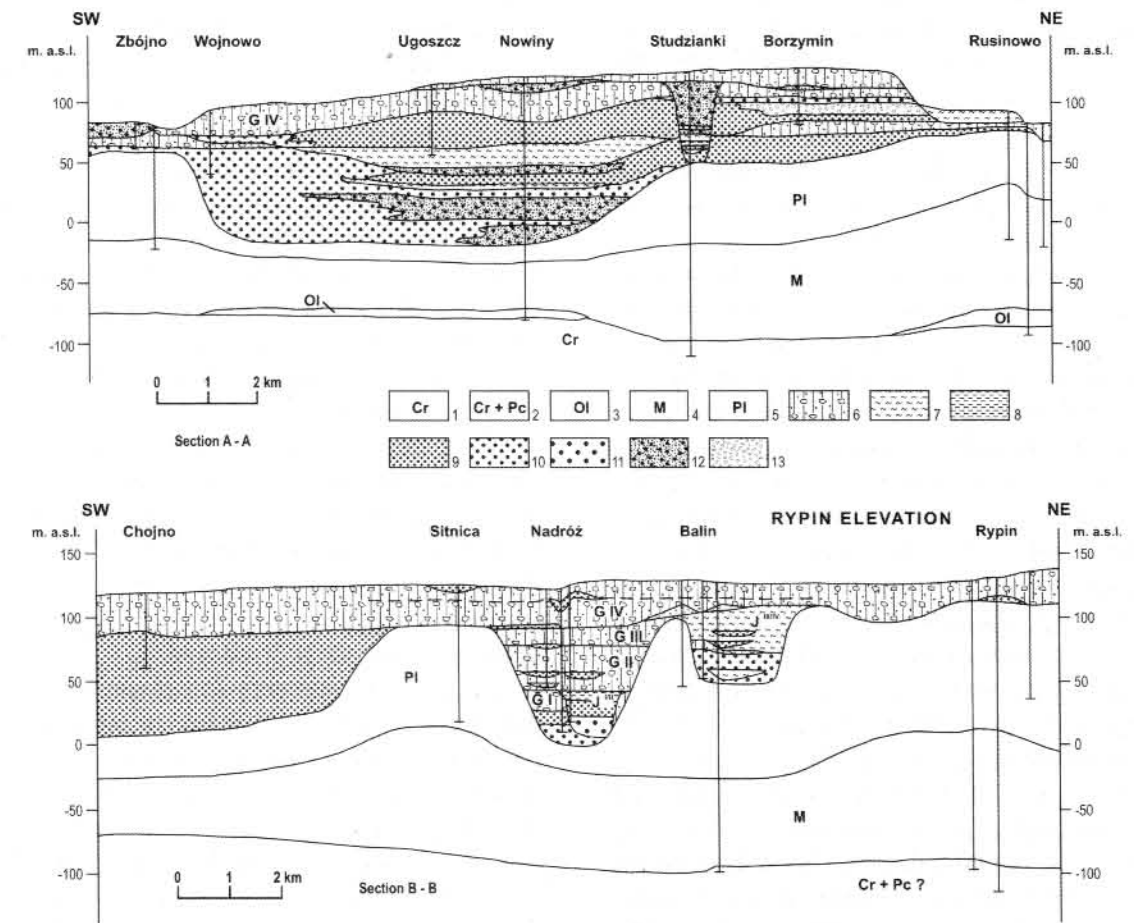 SW NE
Zbójno Wojnowo Ugoszcz Nowiny Studzianki Borzymin Rusinowo
m. a.s.l. m. a.s.l.
100 100
G IV
50 50
Pl
0 0
-50 M -50
Ol Ol
Cr
-100 -100
0 1 2 km
Cr 1 Cr + Pc 2 Ol 3 M 4 Pl 5 6 7 8
Section A - A
9 10 11 12 13
SW NE
RYPIN ELEVATION
m. a.s.l. Chojno Sitnica Nadróż Balin Rypin m. a.s.l.
150 150
100 G IV 100
G III J III/IV
Pl G II
50 50
G I J I/II
0 0
-50 -50
M
-100 -100
0 1 2 km
Section B - B Cr + Pc ?